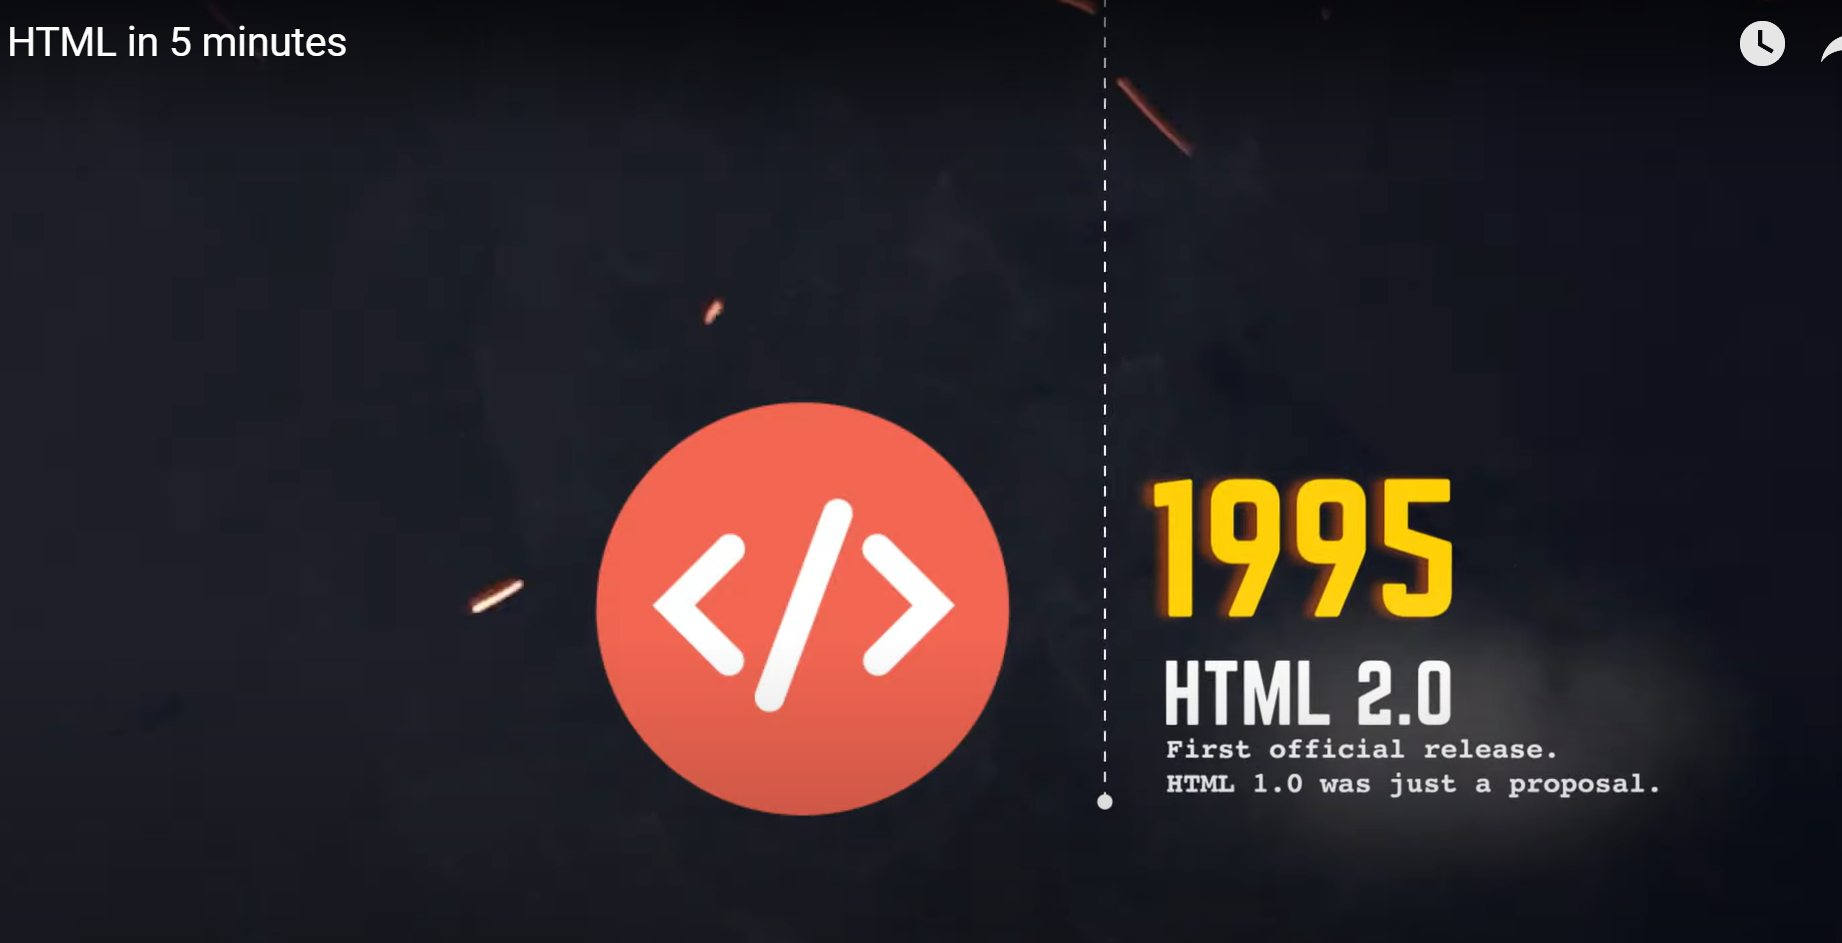 HTML in 5 minutes
1995
HTML 2.0
First official release.
HTML 1.0 was just a proposal.